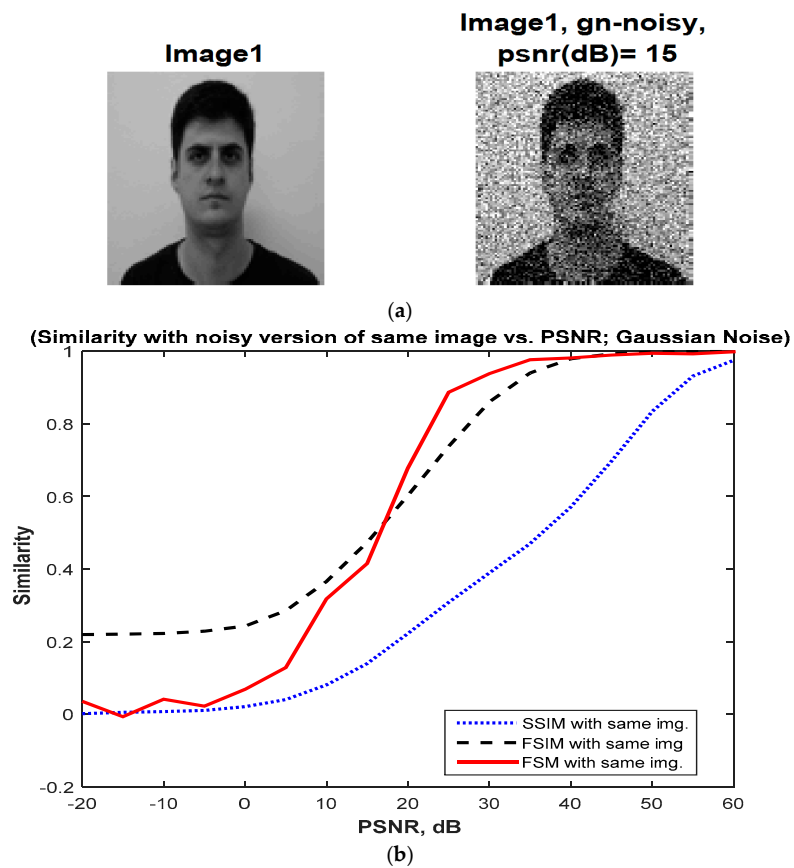 Image1
Image1, gn-noisy,
psnr(dB)= 15
(a)
(Similarity with noisy version of same image vs. PSNR; Gaussian Noise)
1
0.8
0.6
0.4
0.2
0
-0.2
Similarity
SSIM with same img.
FSIM with same img
FSM with same img.
-20 -10 0 10 20 30 40 50 60
PSNR, dB
(b)